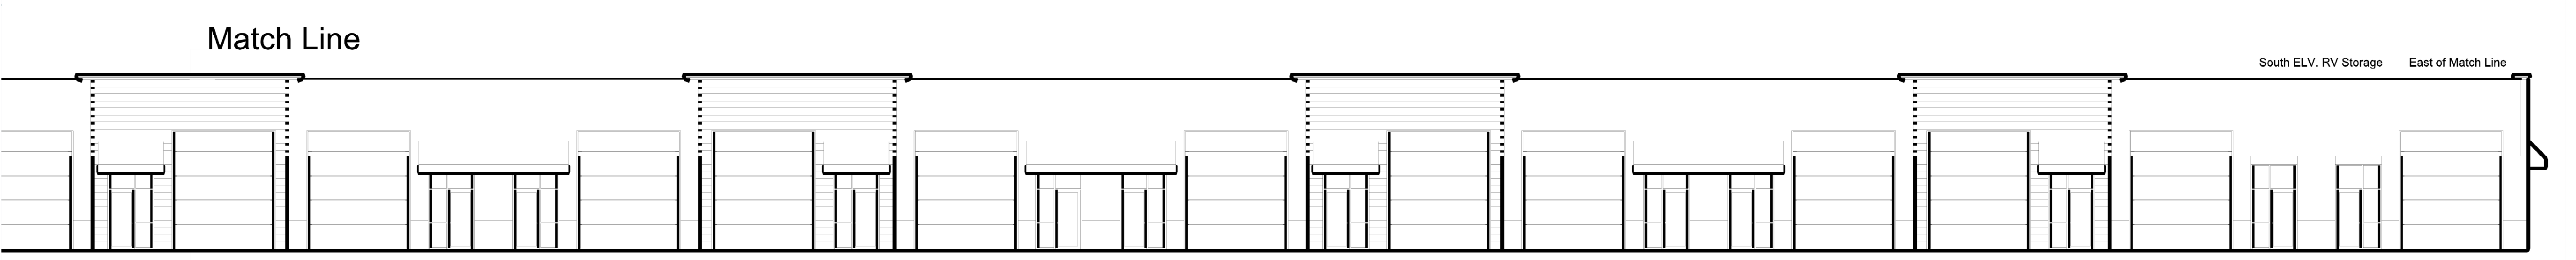 Match Line
South ELV. RV Storage East of Match Line